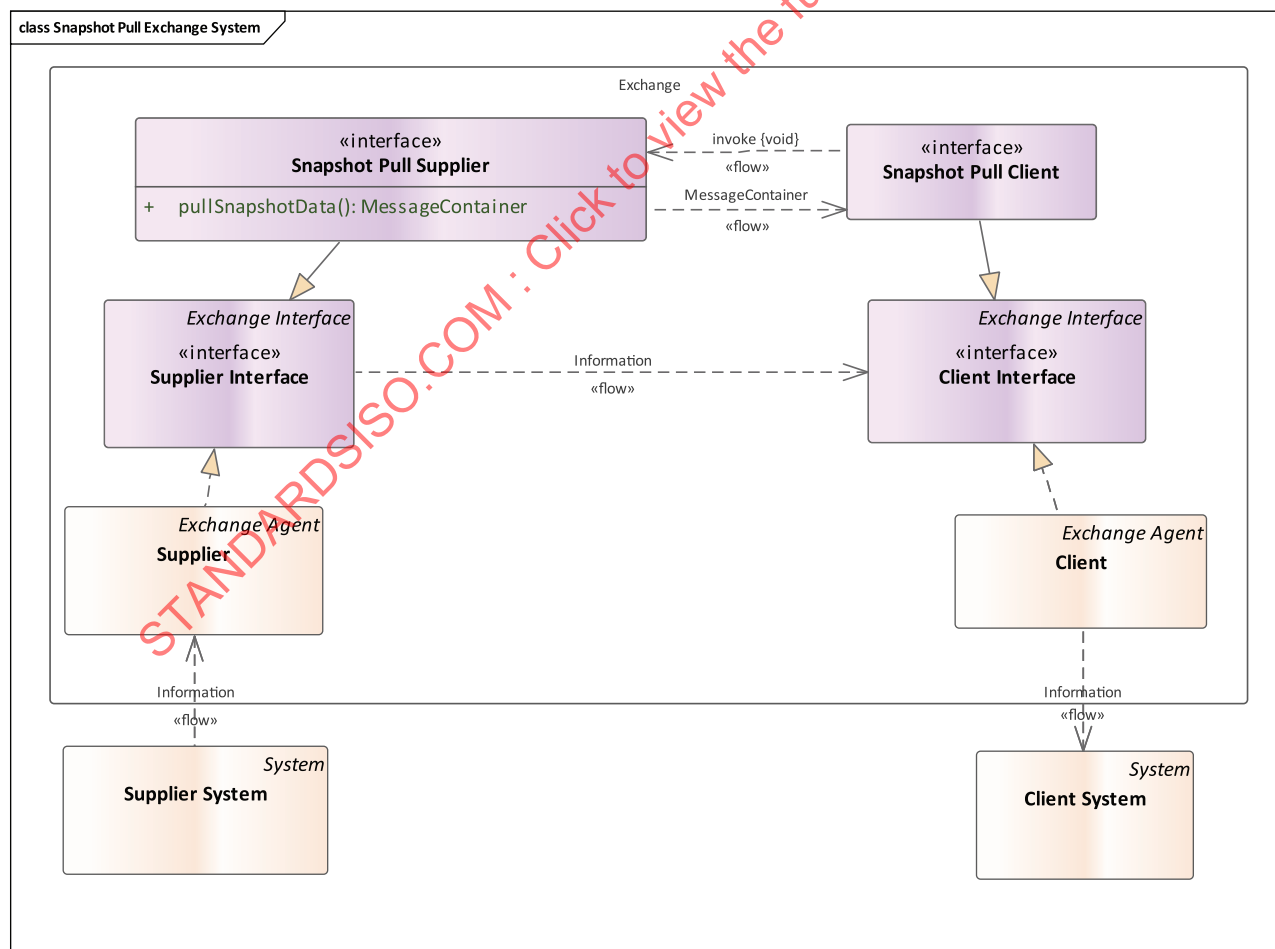 class Snapshot Pull Exchange System
Exchange
«interface»
Snapshot Pull Supplier
+ pullSnapshotData(): MessageContainer
invoke {void}
«flow»
MessageContainer
«flow»
«interface»
Snapshot Pull Client
Exchange Interface
«interface»
Supplier Interface
Information
«flow»
Exchange Interface
«interface»
Client Interface
Exchange Agent
Supplier
Exchange Agent
Client
Information
«flow»
Information
«flow»
System
Supplier System
System
Client System
STANDARDSISO.COM : Click to view the